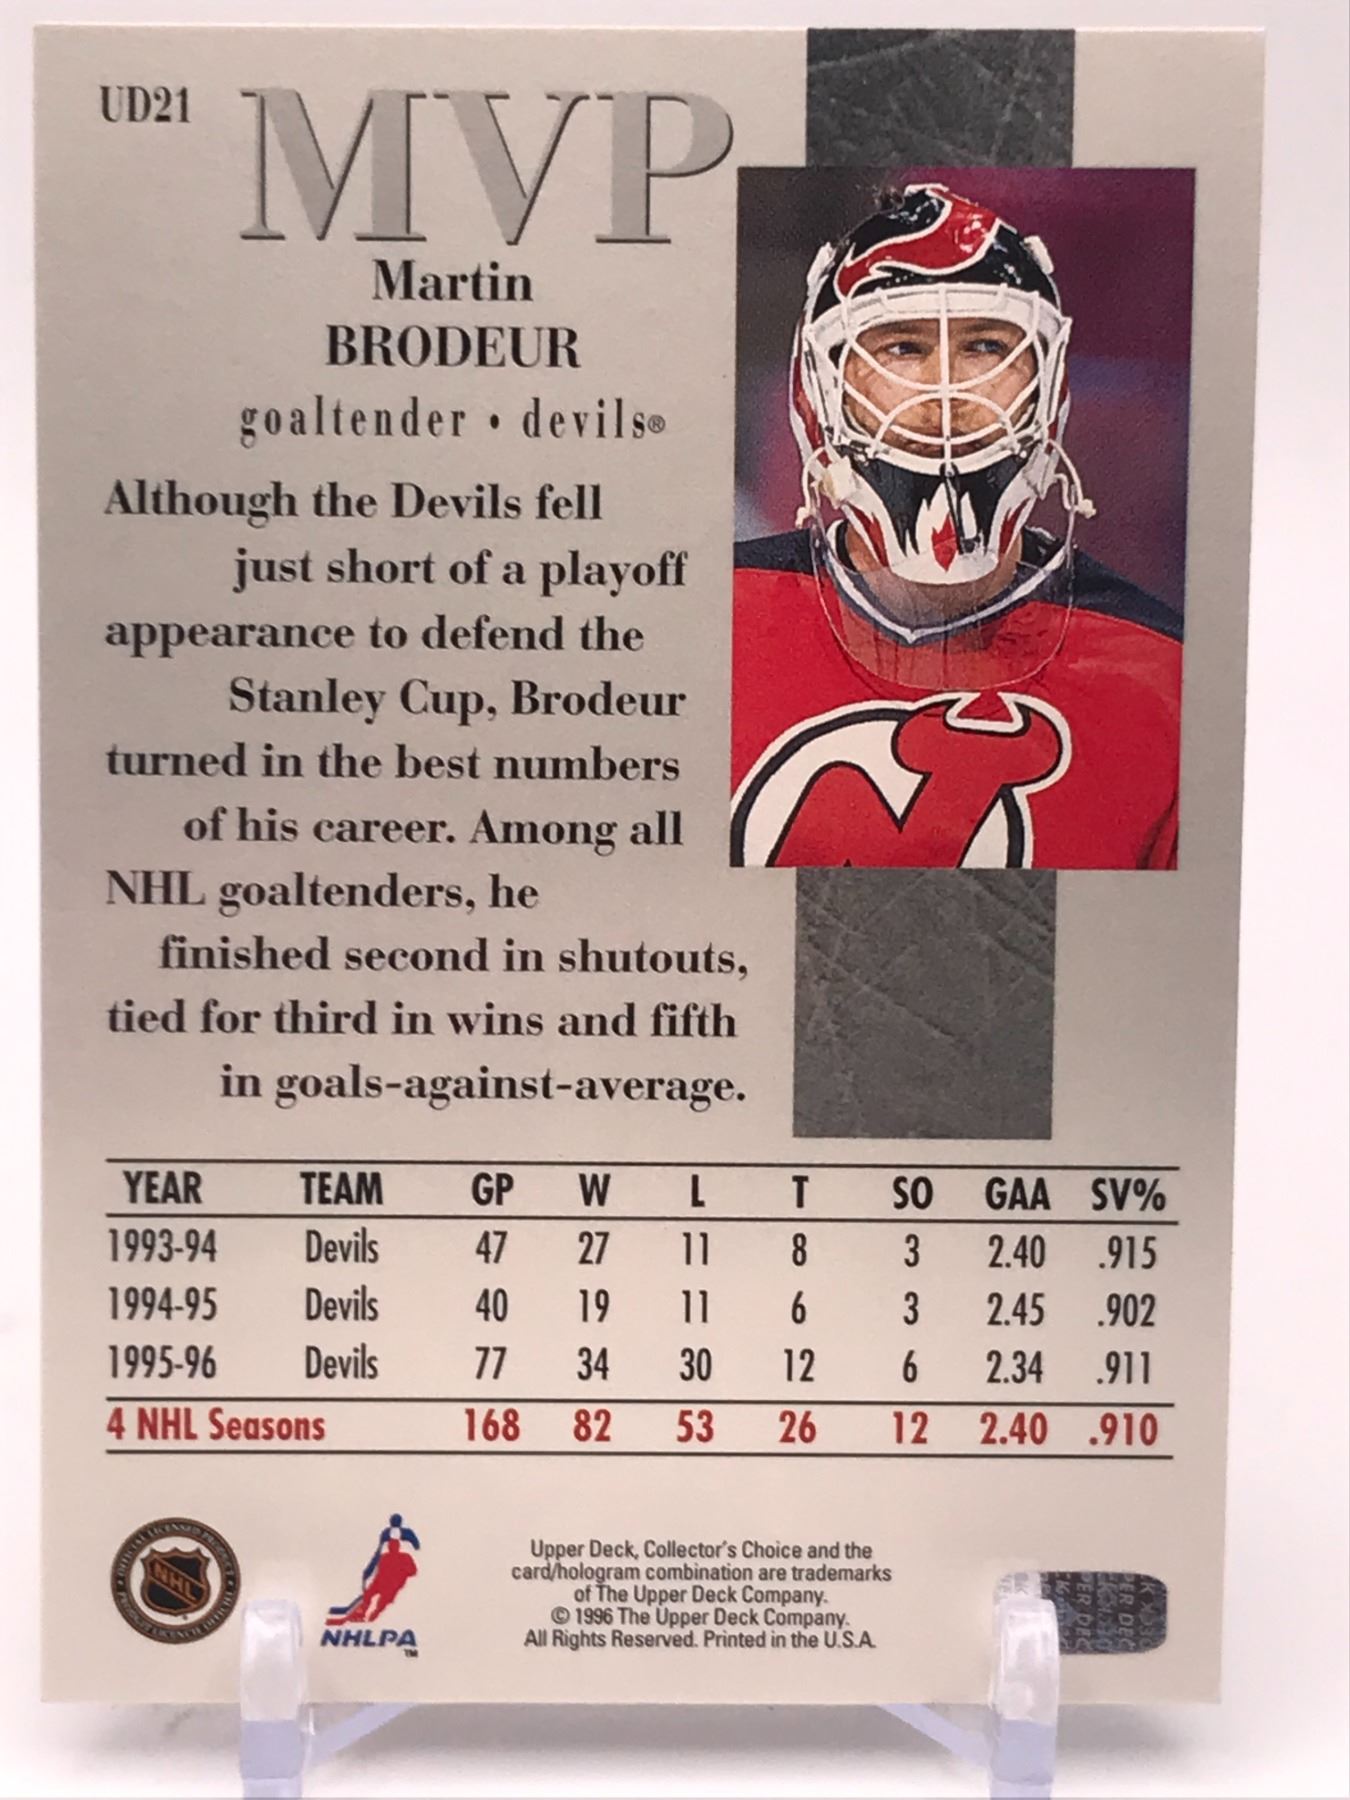 UD21
MVP
Martin
BRODEUR
goaltender • devils®
Although the Devils fell
just short of a playoff
appearance to defend the
Stanley Cup, Brodeur
turned in the best numbers
of his career. Among all
NHL goaltenders, he
finished second in shutouts,
tied for third in wins and fifth
in goals-against-average.
YEAR TEAM GP W L T SO GAA SV%
1993-94 Devils 47 27 11 8 3 2.40 .915
1994-95 Devils 40 19 11 6 3 2.45 .902
1995-96 Devils 77 34 30 12 6 2.34 .911
4 NHL Seasons 168 82 53 26 12 2.40 .910
NHL
NHLPA
TM
Upper Deck, Collector's Choice and the
card/hologram combination are trademarks
of The Upper Deck Company.
© 1996 The Upper Deck Company.
All Rights Reserved. Printed in the U.S.A.